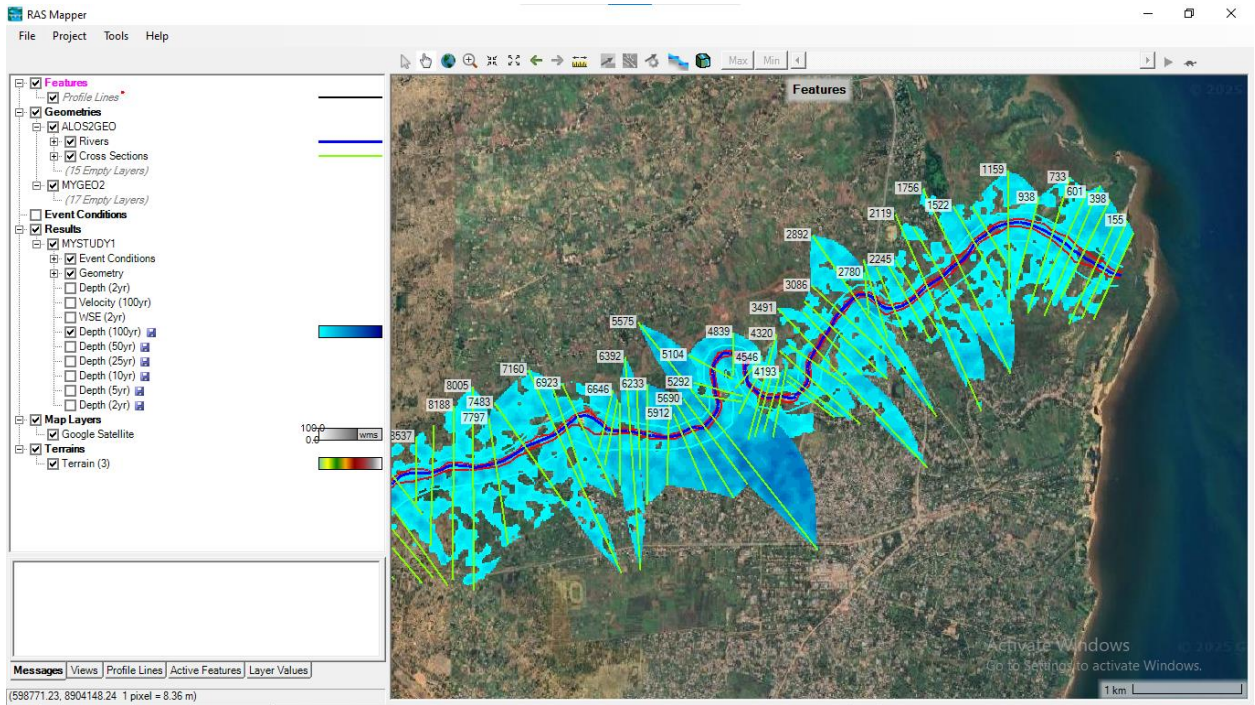 RAS Mapper
File Project Tools Help
Max Min
Features
Profile Lines
Geometries
ALOS2GEO
Rivers
Cross Sections
(15 Empty Layers)
MYGEO2
(17 Empty Layers)
Event Conditions
Results
MYSTUDY1
Event Conditions
Geometry
Depth (2yr)
Velocity (100yr)
WSE (2yr)
Depth (100yr)
Depth (50yr)
Depth (25yr)
Depth (10yr)
Depth (5yr)
Depth (2yr)
Map Layers
Google Satellite
100.0
0.0
wms
Terrains
Terrain (3)
Messages Views Profile Lines Active Features Layer Values
(598771.23, 8904148.24 1 pixel = 8.36 m)
Features
© 2025
1159
733
601
398
155
938
1756
1522
2119
2892
2245
2780
3086
3491
5575
4839
4320
5104
4546
4193
6392
7160
6923
6646
6233
5292
5690
5912
8005
8188
7483
7797
8537
Activate Windows
Go to Settings to activate Windows.
© 2025 G
1 km